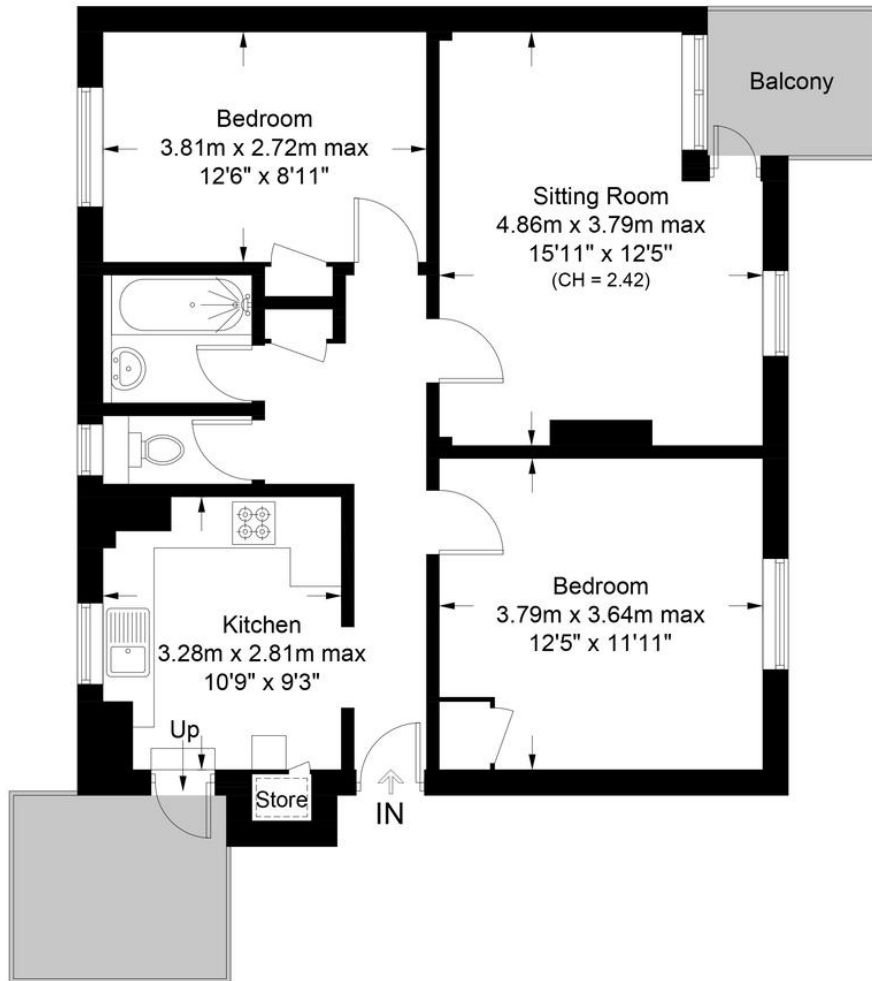 Bedroom
3.81m x 2.72m max
12'6" x 8'11"
Balcony
Sitting Room
4.86m x 3.79m max
15'11" x 12'5"
(CH = 2.42)
Bedroom
3.79m x 3.64m max
12'5" x 11'11"
Kitchen
3.28m x 2.81m max
10'9" x 9'3"
Up
Store
IN